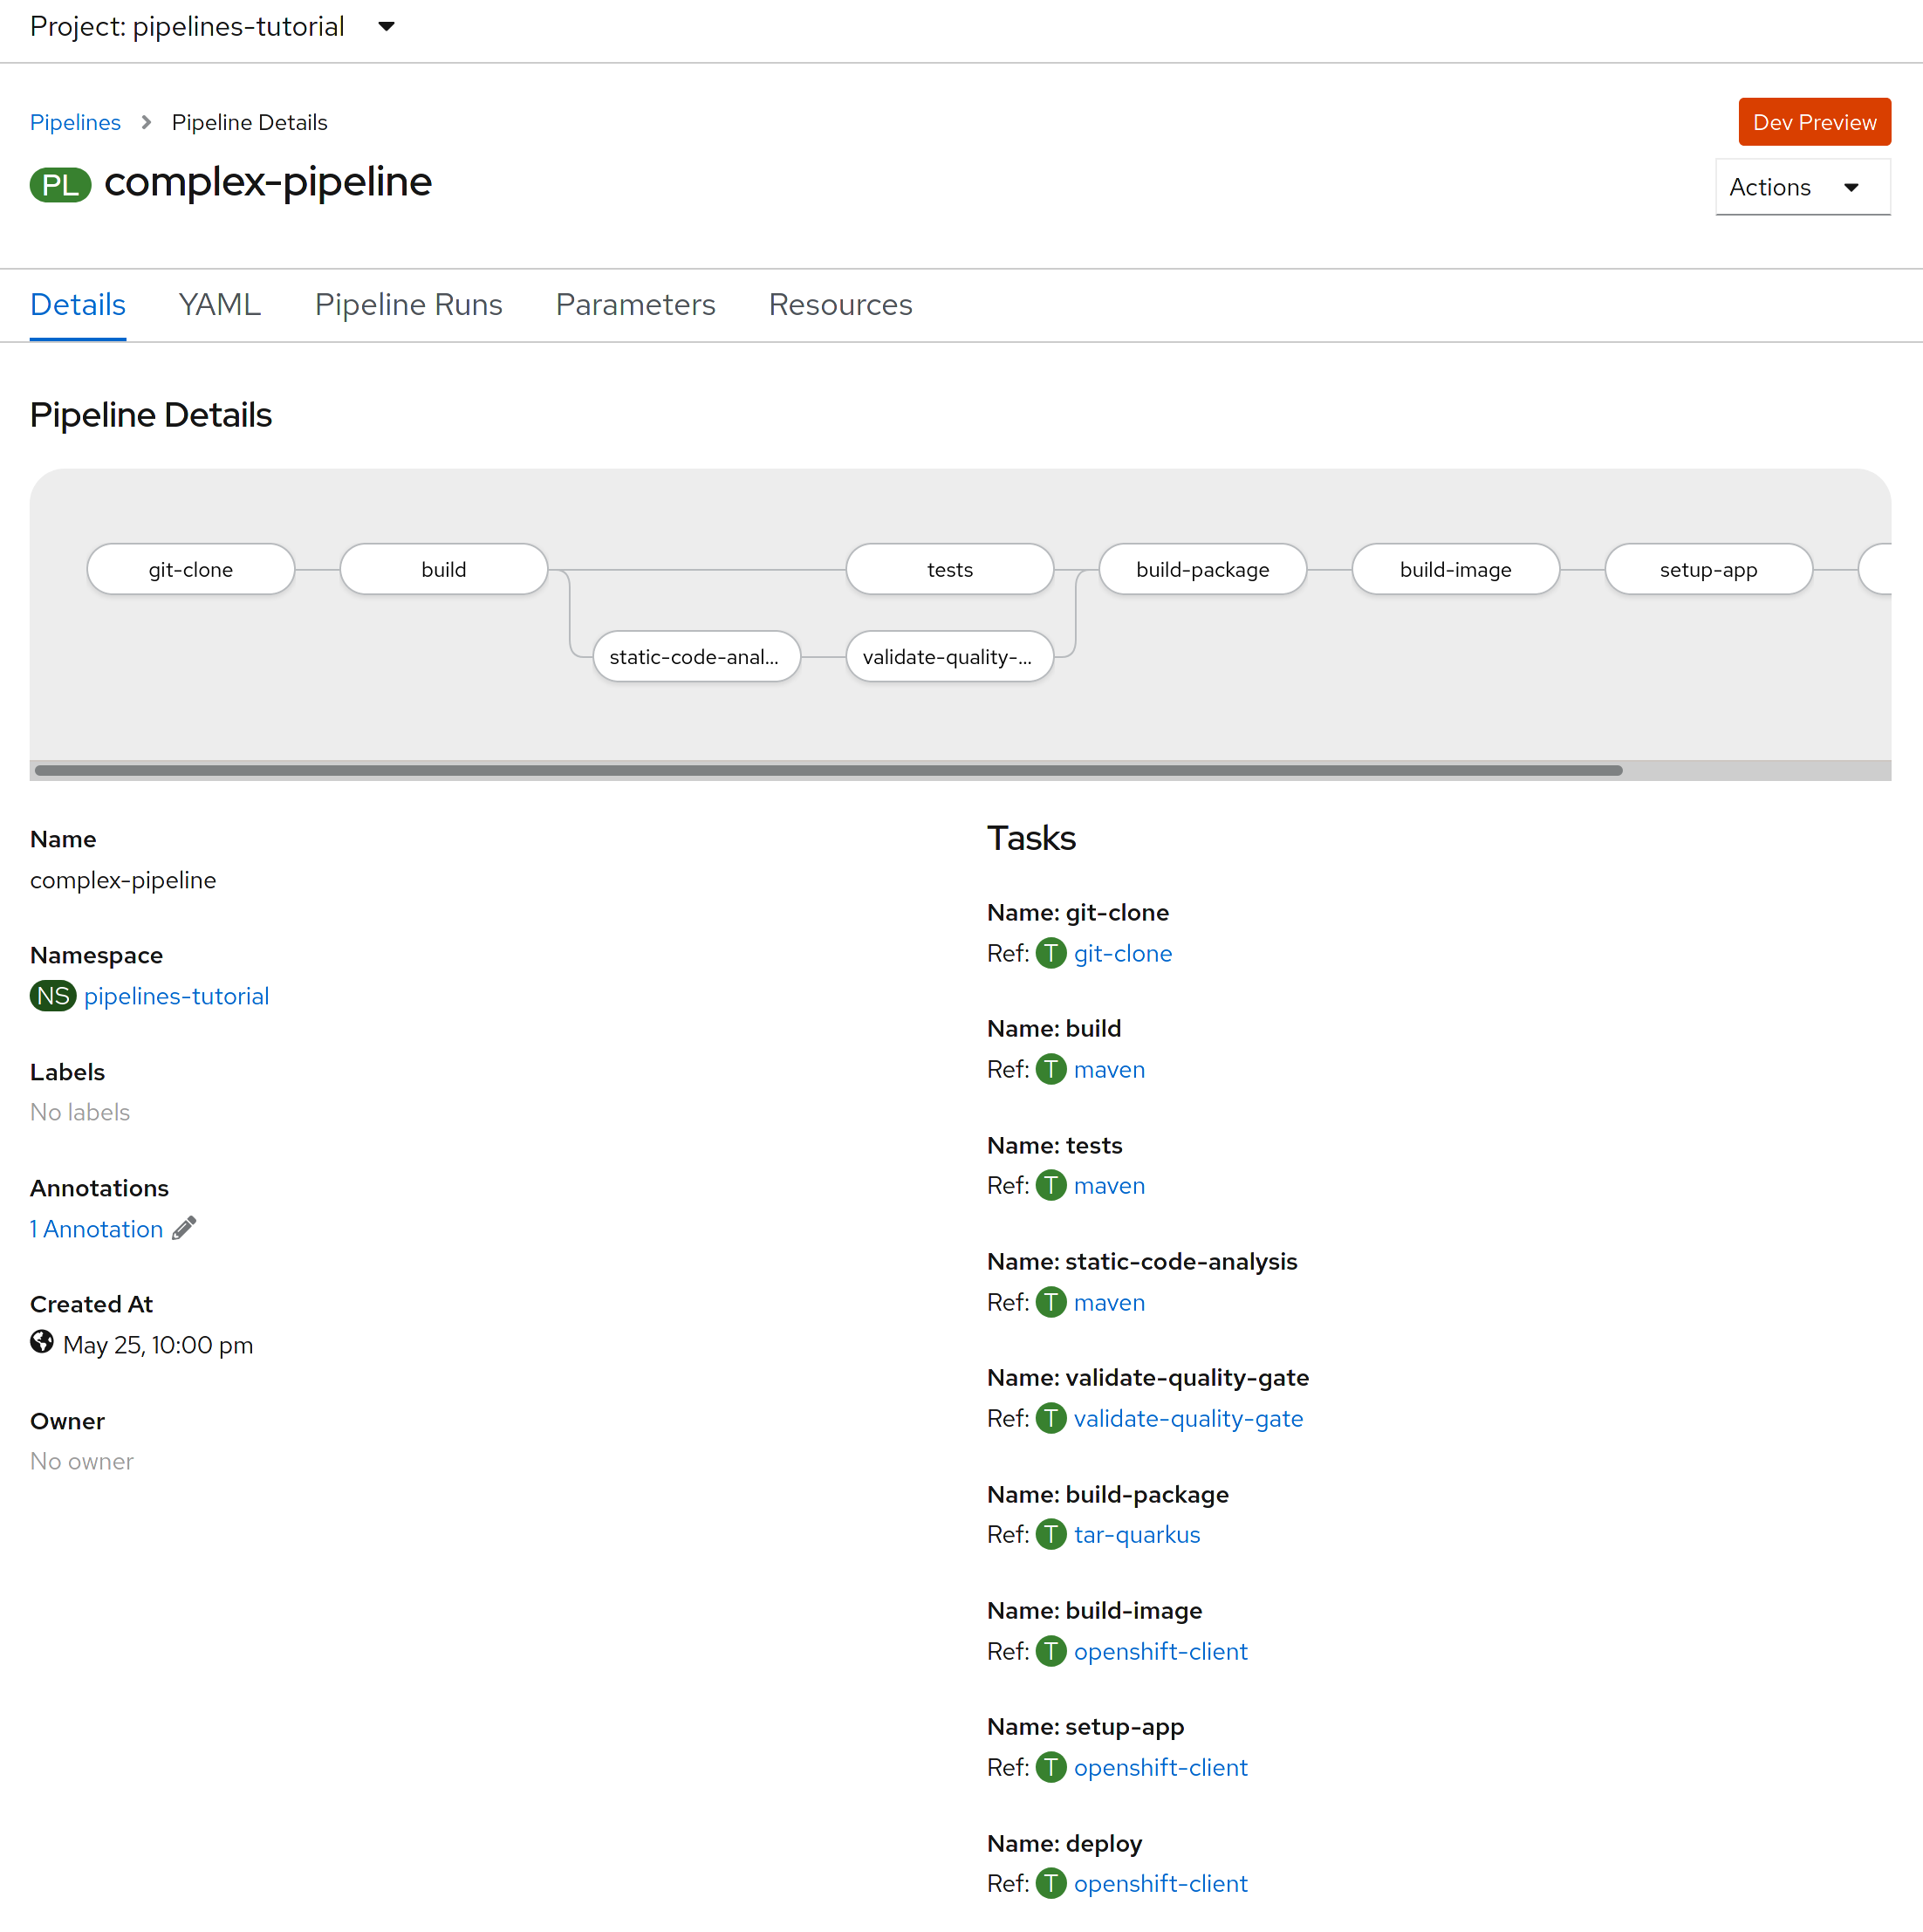 Project: pipelines-tutorial
Pipelines > Pipeline Details
Dev Preview
PL complex-pipeline
Actions
Details YAML Pipeline Runs Parameters Resources
Pipeline Details
git-clone build tests build-package build-image setup-app
static-code-anal... validate-quality-...
Name
complex-pipeline
Namespace
NS pipelines-tutorial
Labels
No labels
Annotations
1 Annotation
Created At
May 25, 10:00 pm
Owner
No owner
Tasks
Name: git-clone
Ref: T git-clone
Name: build
Ref: T maven
Name: tests
Ref: T maven
Name: static-code-analysis
Ref: T maven
Name: validate-quality-gate
Ref: T validate-quality-gate
Name: build-package
Ref: T tar-quarkus
Name: build-image
Ref: T openshift-client
Name: setup-app
Ref: T openshift-client
Name: deploy
Ref: T openshift-client